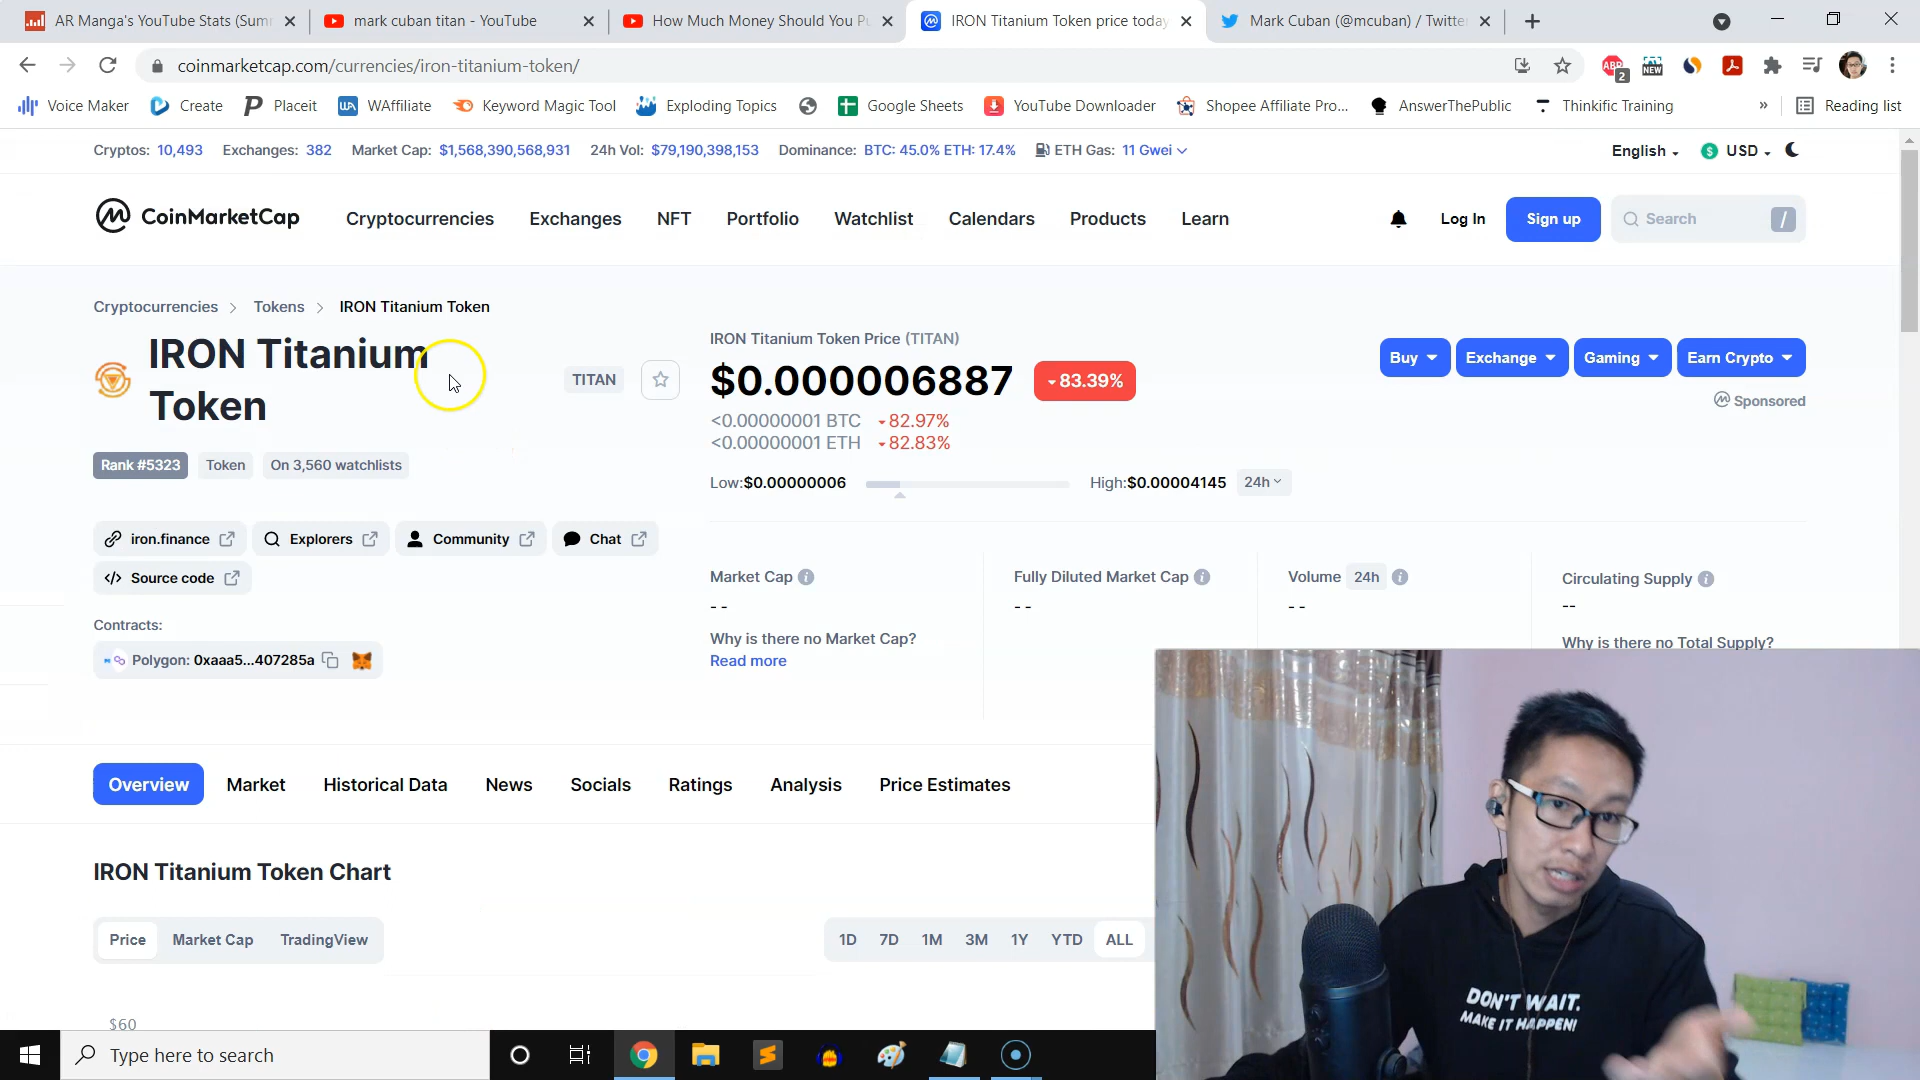 AR Manga's YouTube Stats (Sum
mark cuban titan - YouTube
How Much Money Should You P
IRON Titanium Token price today
Mark Cuban (@mcuban) / Twitte
coinmarketcap.com/currencies/iron-titanium-token/
ABP
2
NEW
Voice Maker
Create
Placeit
WAffiliate
Keyword Magic Tool
Exploding Topics
Google Sheets
YouTube Downloader
Shopee Affiliate Pro...
AnswerThePublic
Thinkific Training
»
Reading list
Cryptos: 10,493
Exchanges: 382
Market Cap: $1,568,390,568,931
24h Vol: $79,190,398,153
Dominance: BTC: 45.0% ETH: 17.4%
ETH Gas: 11 Gwei
English
$ USD
CoinMarketCap
Cryptocurrencies
Exchanges
NFT
Portfolio
Watchlist
Calendars
Products
Learn
Log In
Sign up
Search
/
Cryptocurrencies > Tokens > IRON Titanium Token
IRON Titanium
Token
TITAN
Rank #5323
Token
On 3,560 watchlists
iron.finance
Explorers
Community
Chat
</> Source code
Contracts:
Polygon: 0xaaa5...407285a
IRON Titanium Token Price (TITAN)
$0.000006887
83.39%
<0.00000001 BTC
82.97%
<0.00000001 ETH
82.83%
Low:$0.00000006
High:$0.00004145
24h
Buy
Exchange
Gaming
Earn Crypto
Sponsored
Market Cap
- -
Why is there no Market Cap?
Read more
Fully Diluted Market Cap
- -
Volume 24h
- -
Circulating Supply
--
Why is there no Total Supply?
Overview
Market
Historical Data
News
Socials
Ratings
Analysis
Price Estimates
IRON Titanium Token Chart
Price
Market Cap
TradingView
1D
7D
1M
3M
1Y
YTD
ALL
$60
DON'T WAIT.
MAKE IT HAPPEN!
Type here to search